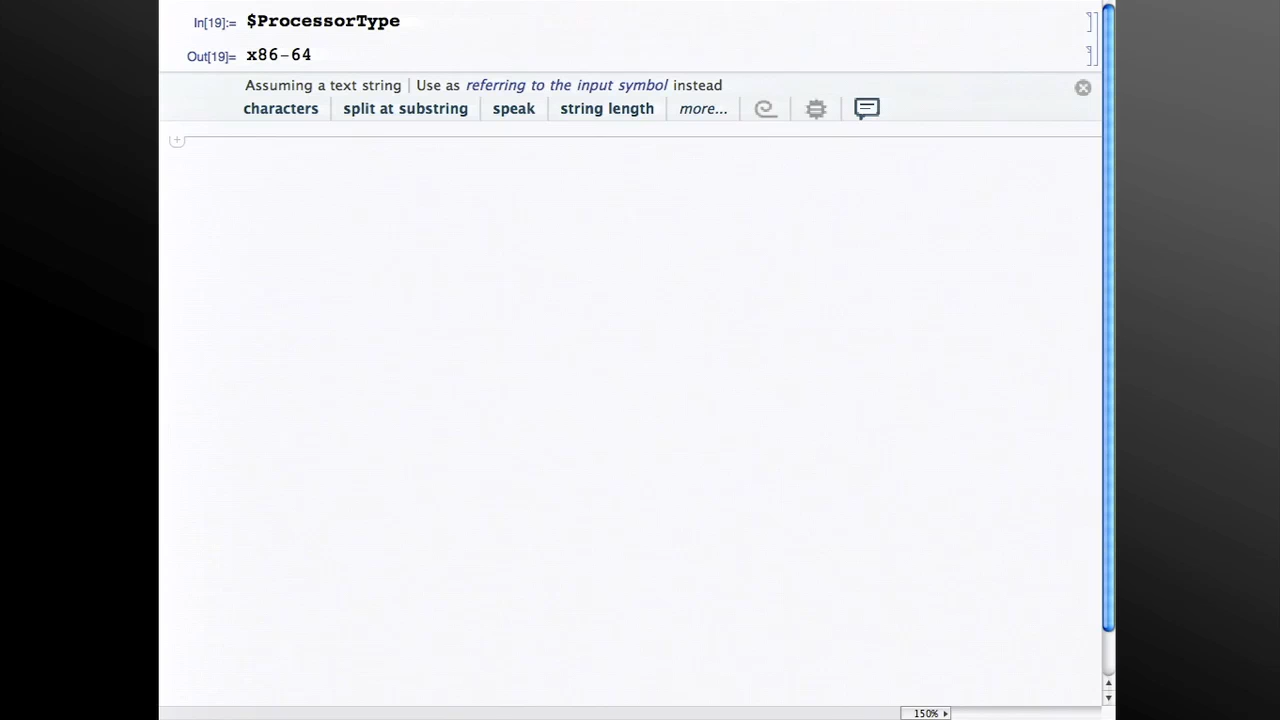 In[19]:= $ProcessorType
Out[19]= x86-64
Assuming a text string | Use as referring to the input symbol instead
characters | split at substring | speak | string length | more...
150%